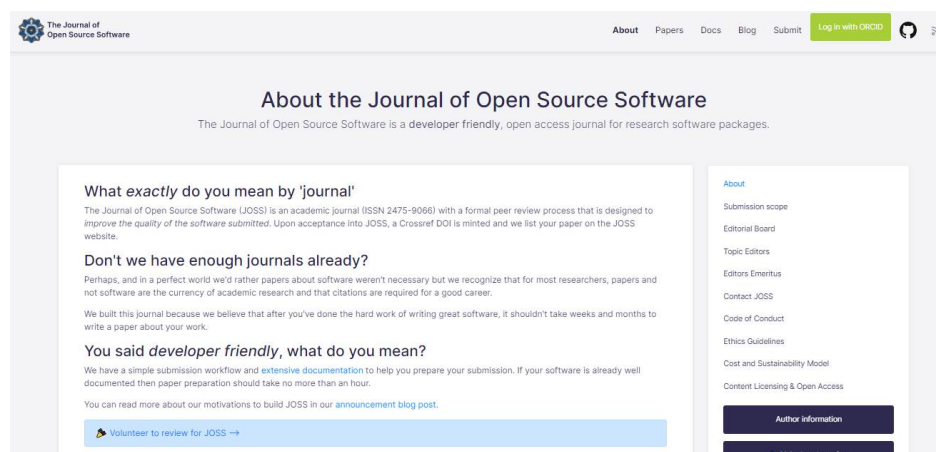 The Journal of
Open Source Software
About Papers Docs Blog Submit Log in with ORCID
About the Journal of Open Source Software
The Journal of Open Source Software is a developer friendly, open access journal for research software packages.
What exactly do you mean by 'journal'
The Journal of Open Source Software (JOSS) is an academic journal (ISSN 2475-9066) with a formal peer review process that is designed to
improve the quality of the software submitted. Upon acceptance into JOSS, a Crossref DOI is minted and we list your paper on the JOSS
website.
Don't we have enough journals already?
Perhaps, and in a perfect world we'd rather papers about software weren't necessary but we recognize that for most researchers, papers and
not software are the currency of academic research and that citations are required for a good career.
We built this journal because we believe that after you've done the hard work of writing great software, it shouldn't take weeks and months to
write a paper about your work.
You said developer friendly, what do you mean?
We have a simple submission workflow and extensive documentation to help you prepare your submission. If your software is already well
documented then paper preparation should take no more than an hour.
You can read more about our motivations to build JOSS in our announcement blog post.
Volunteer to review for JOSS →
About
Submission scope
Editorial Board
Topic Editors
Editors Emeritus
Contact JOSS
Code of Conduct
Ethics Guidelines
Cost and Sustainability Model
Content Licensing & Open Access
Author information